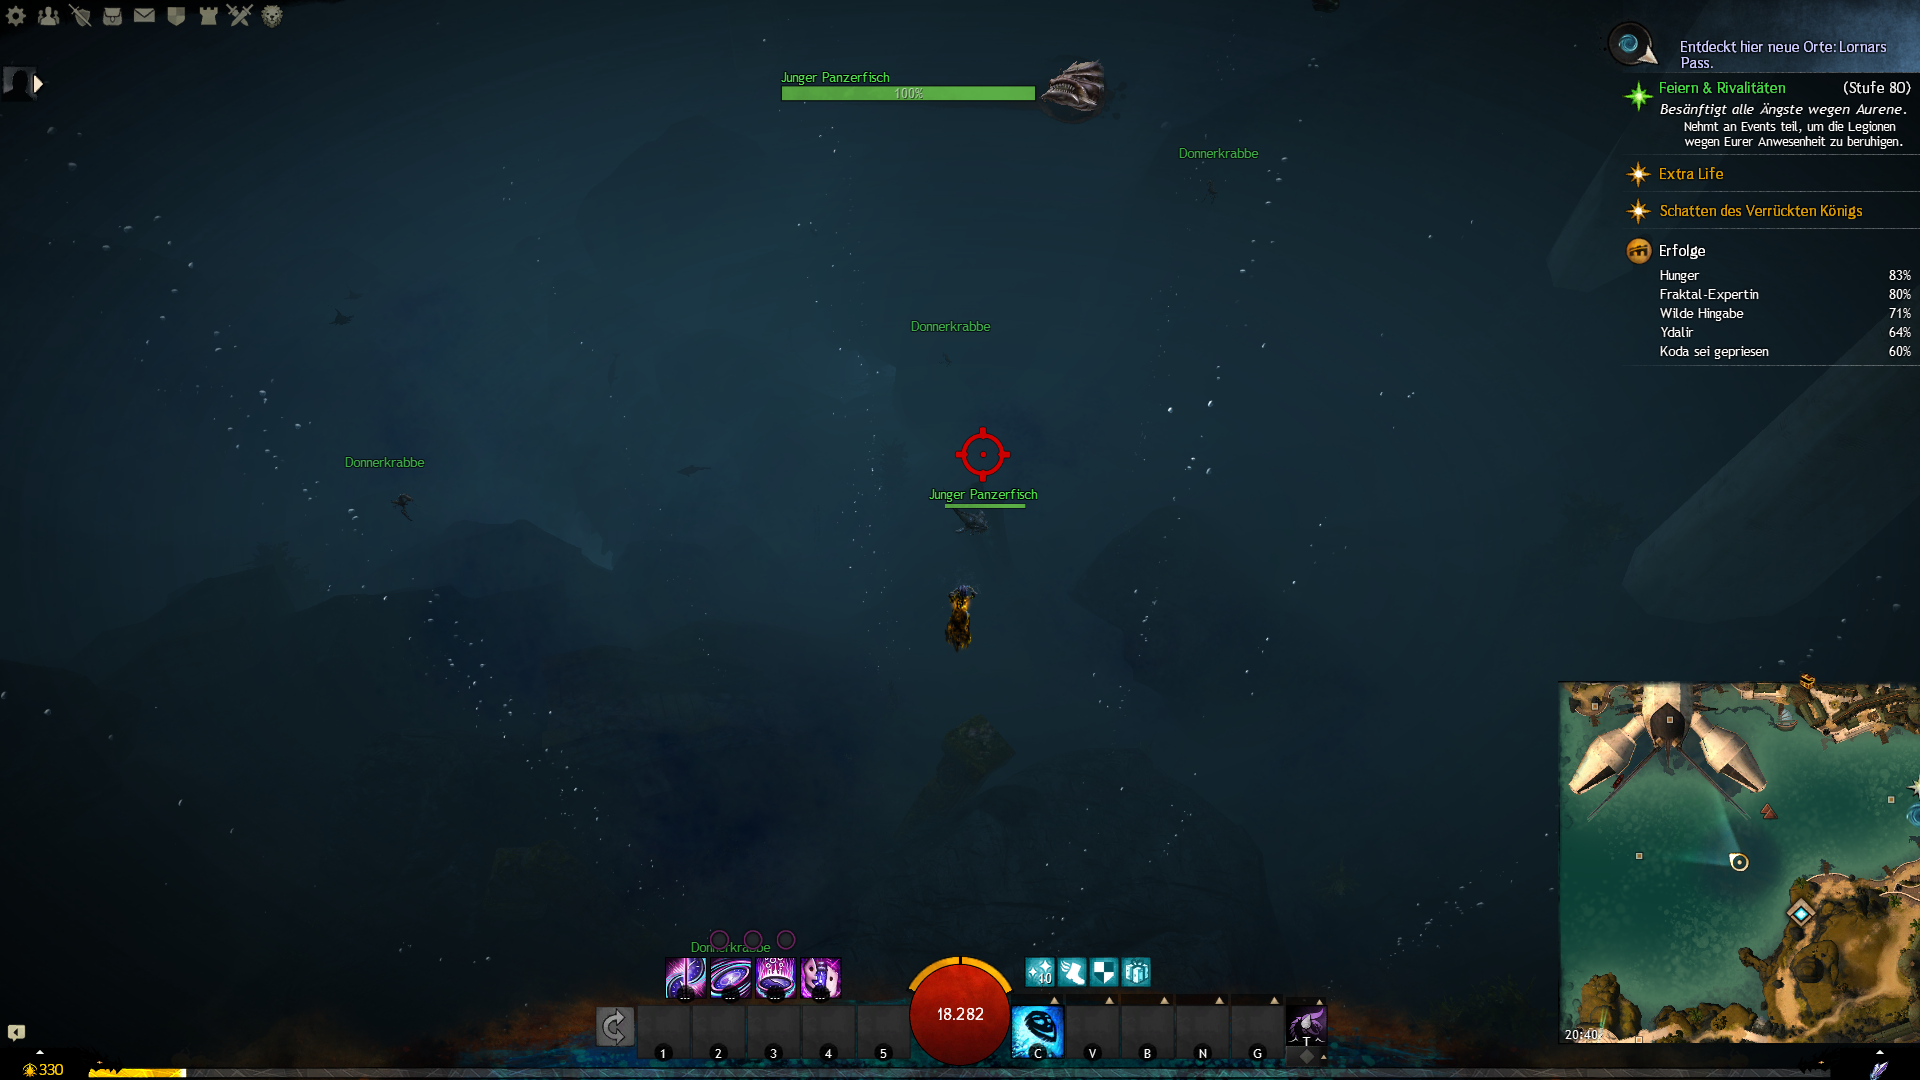 Junger Panzerfisch
100%
Entdeckt hier neue Orte: Lornars
Pass.
Feiern & Rivalitäten (Stufe 80)
Besänftigt alle Ängste wegen Aurene.
Nehmt an Events teil, um die Legionen
wegen Eurer Anwesenheit zu beruhigen.
Extra Life
Schatten des Verrückten Königs
Erfolge
Hunger 83%
Fraktal-Expertin 80%
Wilde Hingabe 71%
Ydalir 64%
Koda sei gepriesen 60%
Donnerkrabbe
Donnerkrabbe
Donnerkrabbe
Junger Panzerfisch
Donnerkrabbe
10
18.282
1 2 3 4 5 C V B N G T
20:40
330